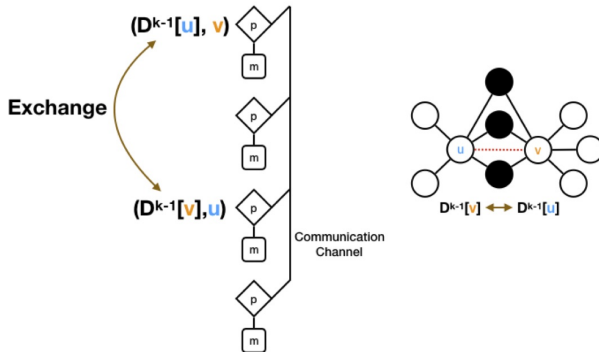 (Dᵏ⁻¹[u], v)
p
m
Exchange
p
m
(Dᵏ⁻¹[v],u)
p
m
Communication
Channel
p
m
u
v
Dᵏ⁻¹[v]
Dᵏ⁻¹[u]